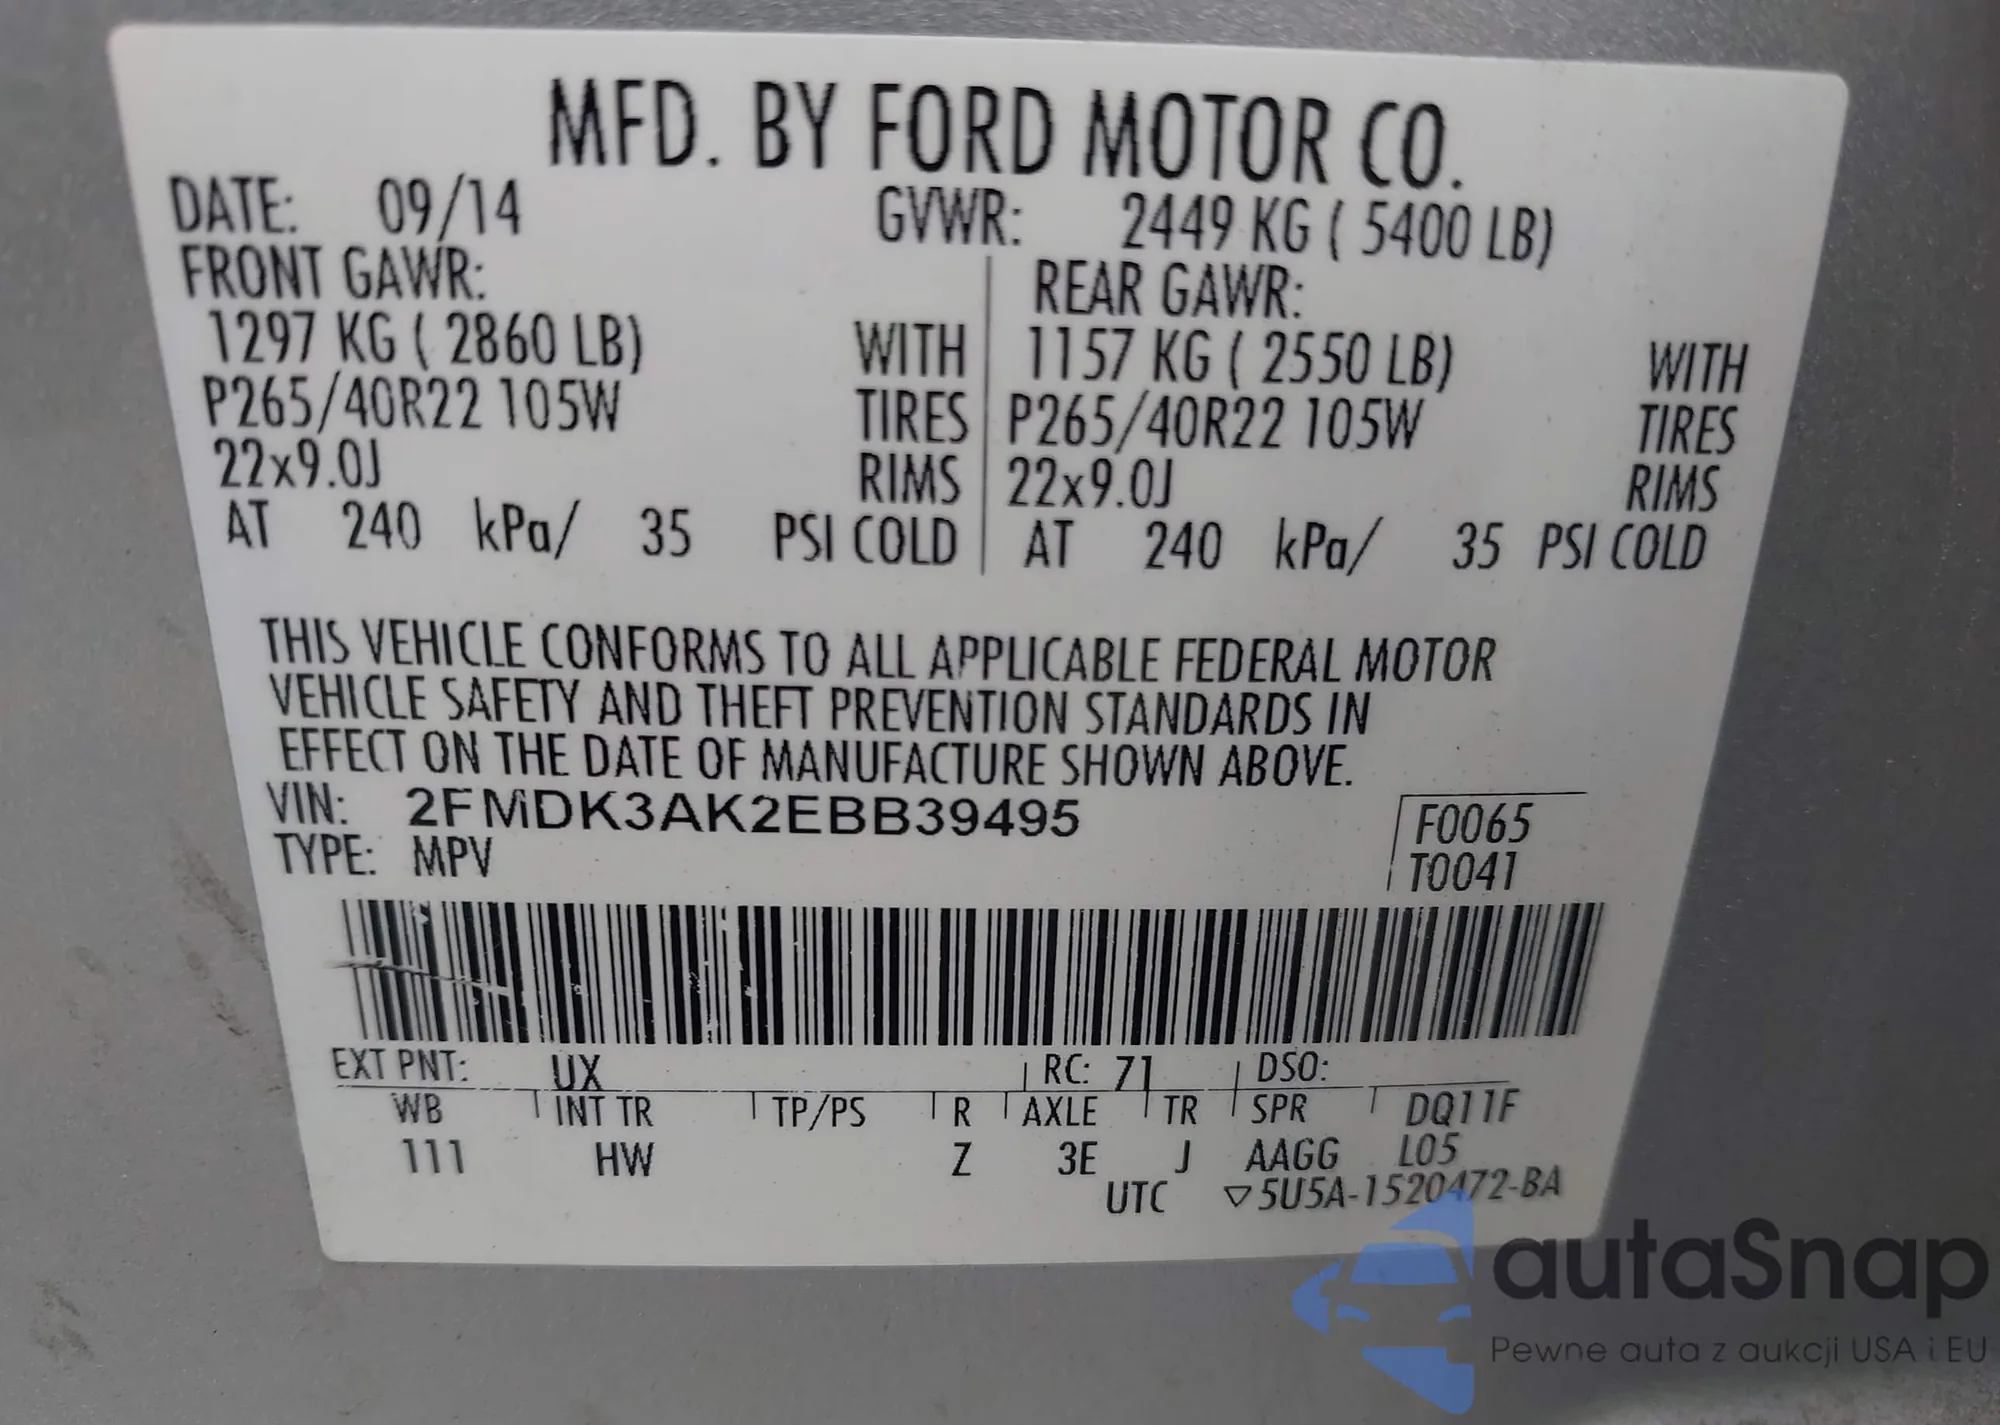 MFD. BY FORD MOTOR CO.
DATE: 09/14 GVWR: 2449 KG ( 5400 LB)
FRONT GAWR: REAR GAWR:
1297 KG ( 2860 LB) WITH 1157 KG ( 2550 LB) WITH
P265/40R22 105W TIRES P265/40R22 105W TIRES
22x9.0J RIMS 22x9.0J RIMS
AT 240 kPa/ 35 PSI COLD AT 240 kPa/ 35 PSI COLD
THIS VEHICLE CONFORMS TO ALL APPLICABLE FEDERAL MOTOR
VEHICLE SAFETY AND THEFT PREVENTION STANDARDS IN
EFFECT ON THE DATE OF MANUFACTURE SHOWN ABOVE.
VIN: 2FMDK3AK2EBB39495 F0065
TYPE: MPV T0041
EXT PNT: UX RC: 71 DSO:
WB INT TR TP/PS R AXLE TR SPR DQ11F
111 HW Z 3E J AAGG L05
UTC ▽5U5A-1520472-BA
autaSnap
Pewne auta z aukcji USA i EU